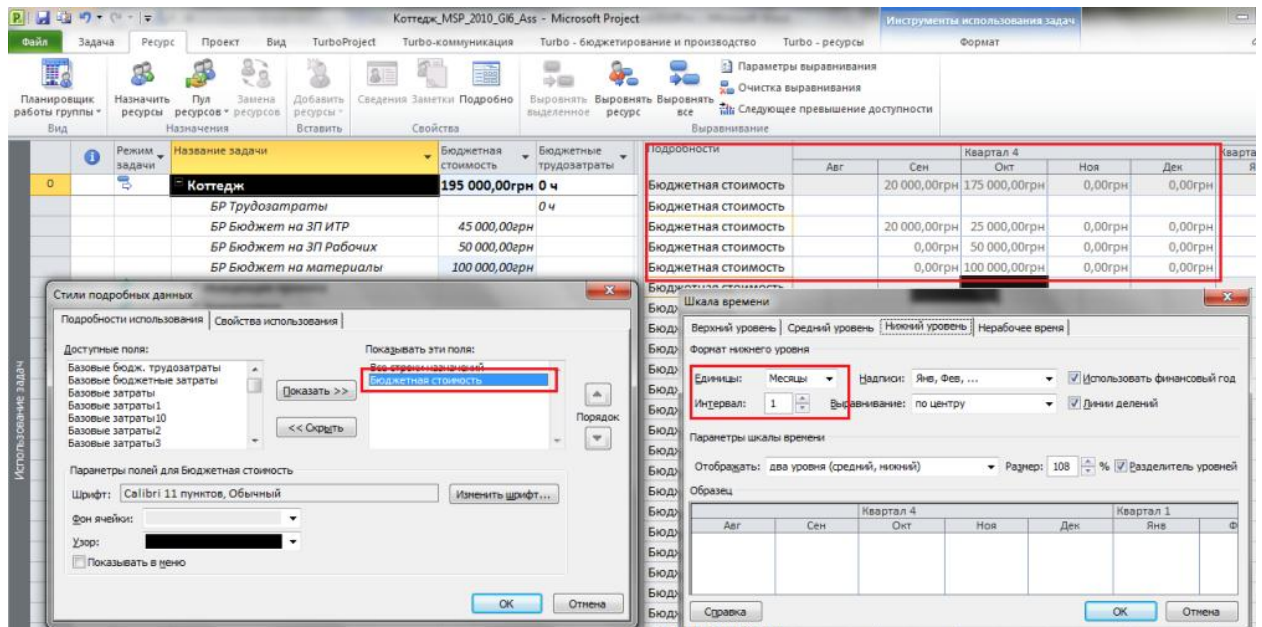 Коттедж_MSP_2010_Gl6_Ass - Microsoft Project
Инструменты использования задач
Файл Задача Ресурс Проект Вид TurboProject Turbo-коммуникация Turbo - бюджетирование и производство Turbo - ресурсы Формат
Планировщик работы группы
Назначить ресурсы
Пул ресурсов
Замена ресурсов
Добавить ресурсы
Сведения Заметки Подробно
Выровнять выделенное
Выровнять ресурс
Выровнять все
Параметры выравнивания
Очистка выравнивания
Следующее превышение доступности
Вид Назначения Вставить Свойства Выравнивание
Режим задачи
Название задачи
Бюджетная стоимость
Бюджетные трудозатраты
Подробности
Квартал 4
Авг Сен Окт Ноя Дек
0 Коттедж 195 000,00грн 0 ч Бюджетная стоимость 20 000,00грн 175 000,00грн 0,00грн 0,00грн
БР Трудозатраты 0 ч Бюджетная стоимость
БР Бюджет на ЗП ИТР 45 000,00грн Бюджетная стоимость 20 000,00грн 25 000,00грн 0,00грн 0,00грн
БР Бюджет на ЗП Рабочих 50 000,00грн Бюджетная стоимость 0,00грн 50 000,00грн 0,00грн 0,00грн
БР Бюджет на материалы 100 000,00грн Бюджетная стоимость 0,00грн 100 000,00грн 0,00грн 0,00грн
Использование задач
Стили подробных данных
Подробности использования Свойства использования
Доступные поля: Показывать эти поля:
Базовые бюдж. трудозатраты
Базовые бюджетные затраты
Базовые затраты
Базовые затраты1
Базовые затраты10
Базовые затраты2
Базовые затраты3
Показать >>
<< Скрыть
Все строки назначений
Бюджетная стоимость
Порядок
Параметры полей для Бюджетная стоимость
Шрифт: Calibri 11 пунктов, Обычный Изменить шрифт...
Фон ячейки:
Узор:
Показывать в меню
OK Отмена
Шкала времени
Верхний уровень Средний уровень Нижний уровень Нерабочее время
Формат нижнего уровня
Единицы: Месяцы Надписи: Янв, Фев, ... Использовать финансовый год
Интервал: 1 Выравнивание: по центру Линии делений
Параметры шкалы времени
Отображать: два уровня (средний, нижний) Размер: 108 % Разделитель уровней
Образец
Квартал 4 Квартал 1
Авг Сен Окт Ноя Дек Янв Ф
Справка OK Отмена